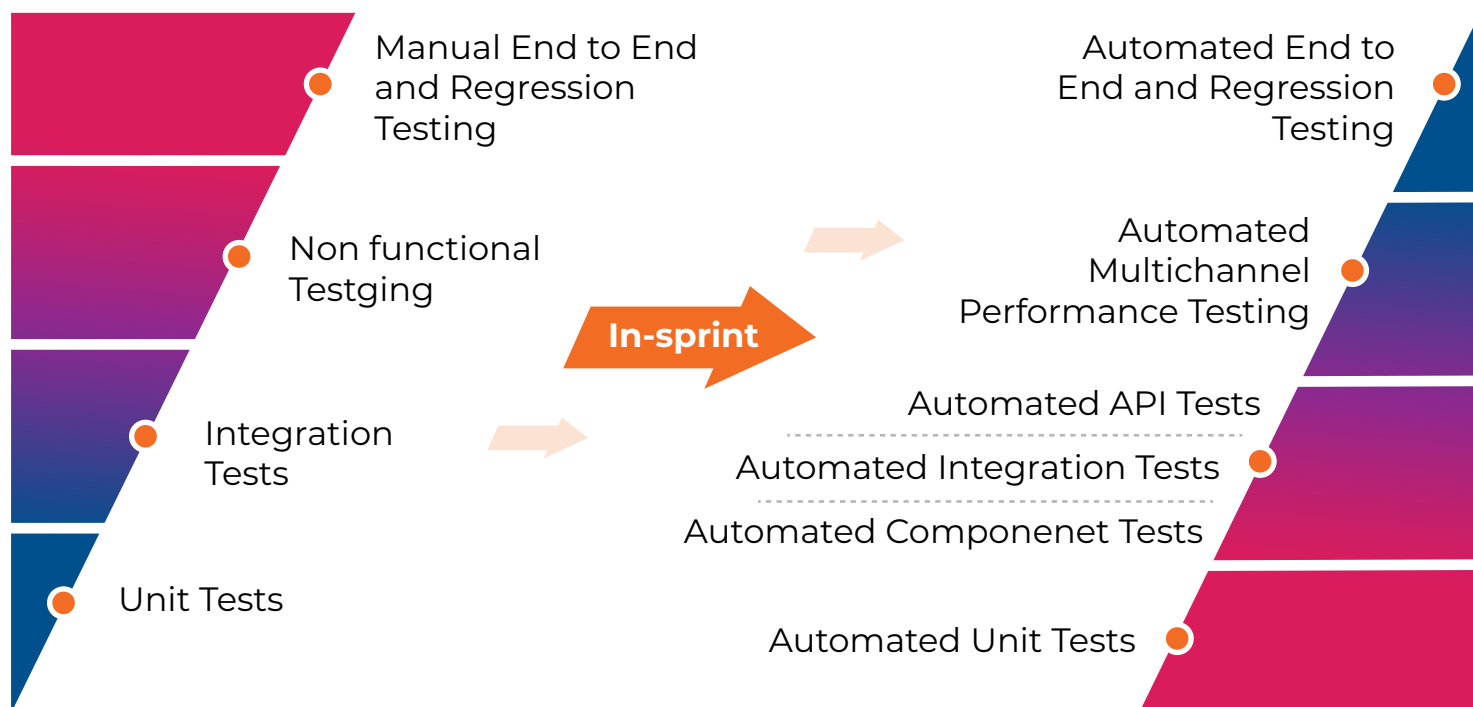 Manual End to End
and Regression
Testing
Non functional
Testging
Integration
Tests
Unit Tests
In-sprint
Automated End to
End and Regression
Testing
Automated
Multichannel
Performance Testing
Automated API Tests
Automated Integration Tests
Automated Componenet Tests
Automated Unit Tests